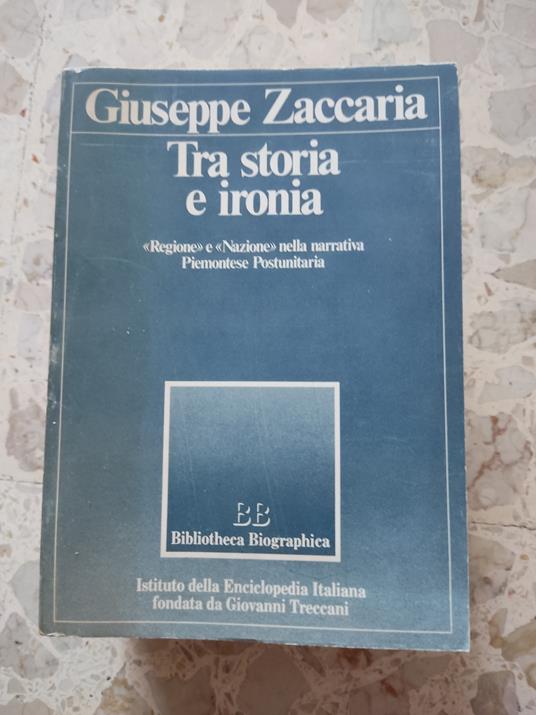 Giuseppe Zaccaria
Tra storia
e ironia
«Regione» e «Nazione» nella narrativa
Piemontese Postunitaria
BB
Bibliotheca Biographica
Istituto della Enciclopedia Italiana
fondata da Giovanni Treccani